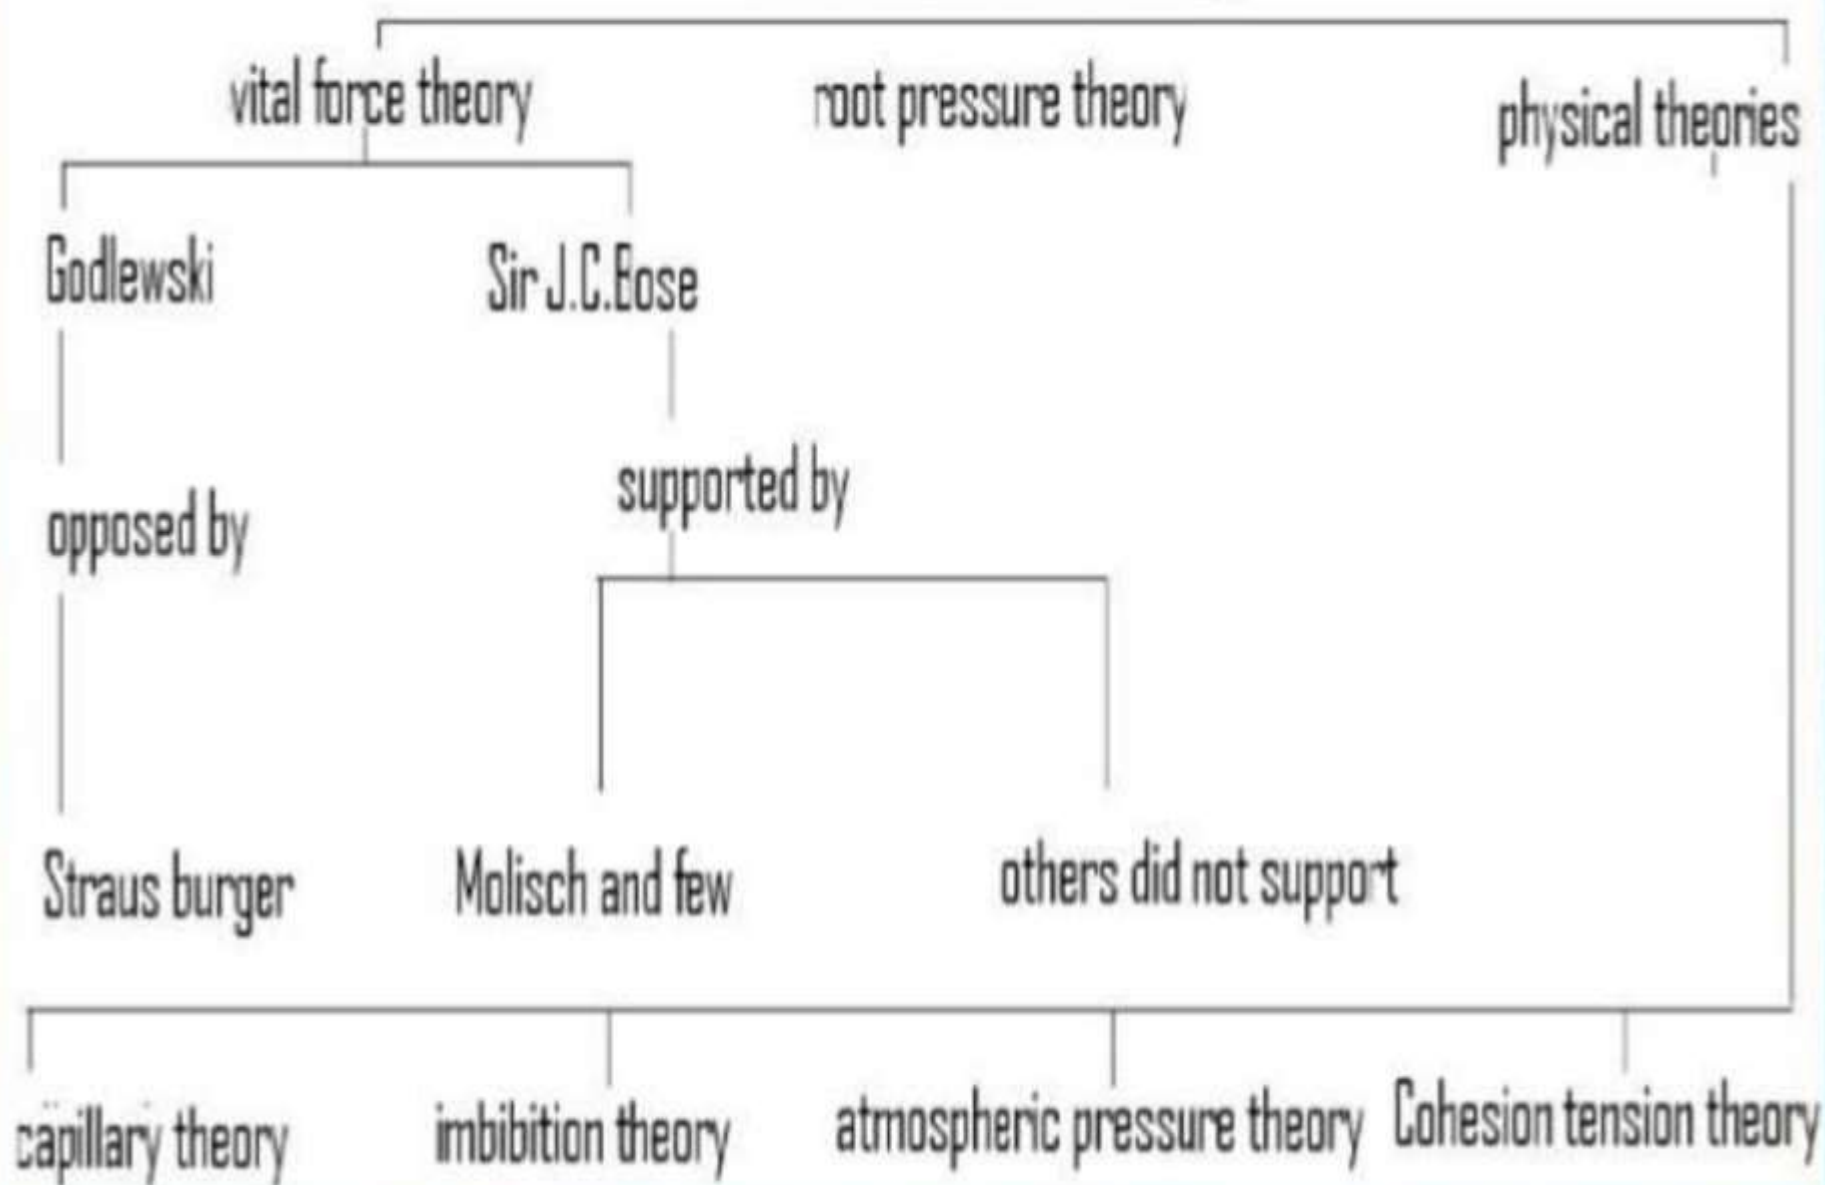 vital force theory
root pressure theory
physical theories
Godlewski
Sir J.C.Bose
supported by
opposed by
Straus burger
Molisch and few
others did not support
capillary theory
imbibition theory
atmospheric pressure theory
Cohesion tension theory